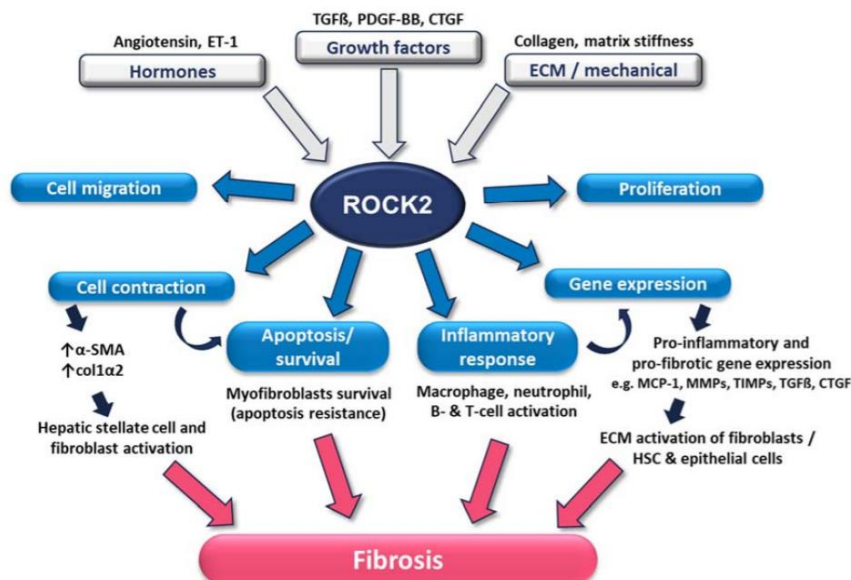 TGFß, PDGF-BB, CTGF
Growth factors
Angiotensin, ET-1
Hormones
Collagen, matrix stiffness
ECM / mechanical
ROCK2
Cell migration
Proliferation
Cell contraction
Gene expression
Apoptosis/
survival
Inflammatory
response
↑α-SMA
↑col1α2
Hepatic stellate cell and
fibroblast activation
Myofibroblasts survival
(apoptosis resistance)
Macrophage, neutrophil,
B- & T-cell activation
Pro-inflammatory and
pro-fibrotic gene expression
e.g. MCP-1, MMPs, TIMPs, TGFß, CTGF
ECM activation of fibroblasts /
HSC & epithelial cells
Fibrosis